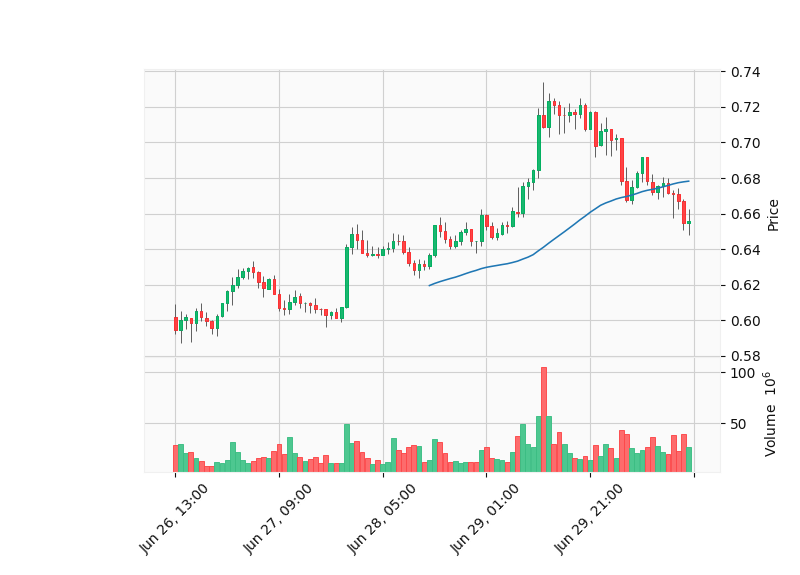 0.74
0.72
0.70
0.68
0.66
0.64
0.62
0.60
0.58
Price
100
50
Volume 10⁶
Jun 26, 13:00
Jun 27, 09:00
Jun 28, 05:00
Jun 29, 01:00
Jun 29, 21:00